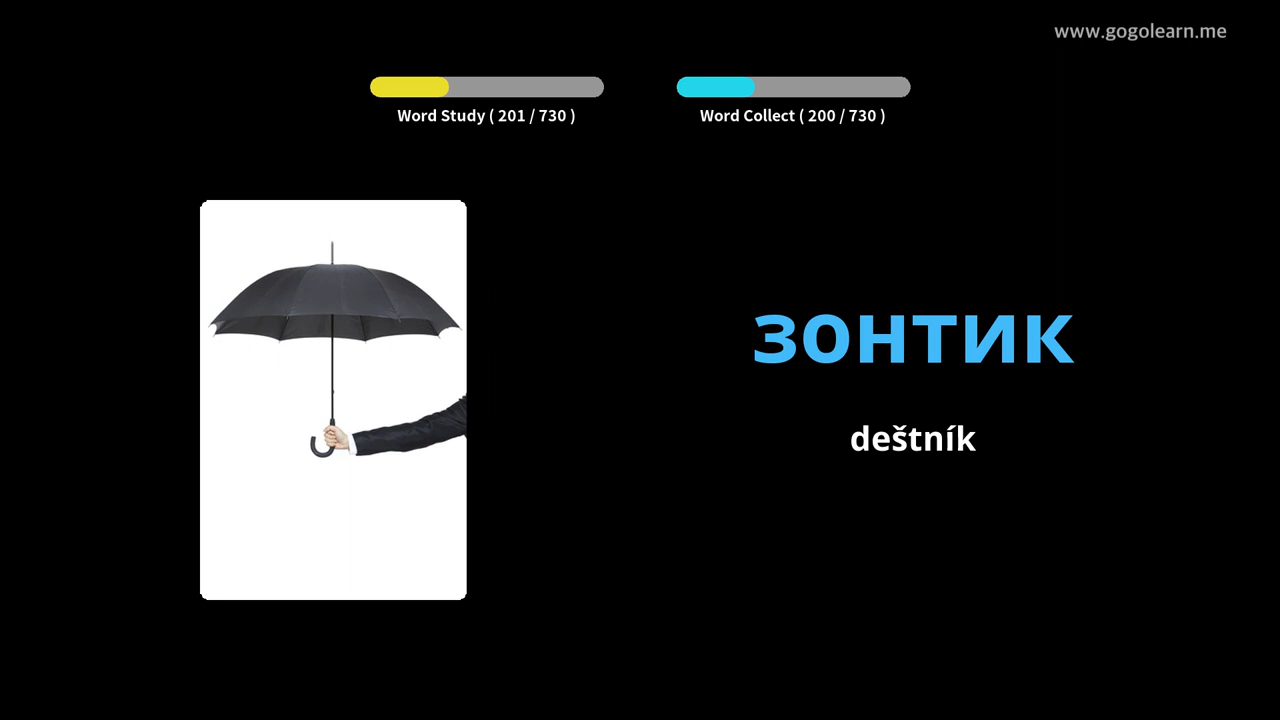 www.gogolearn.me
Word Study ( 201 / 730 )
Word Collect ( 200 / 730 )
зонтик
deštník